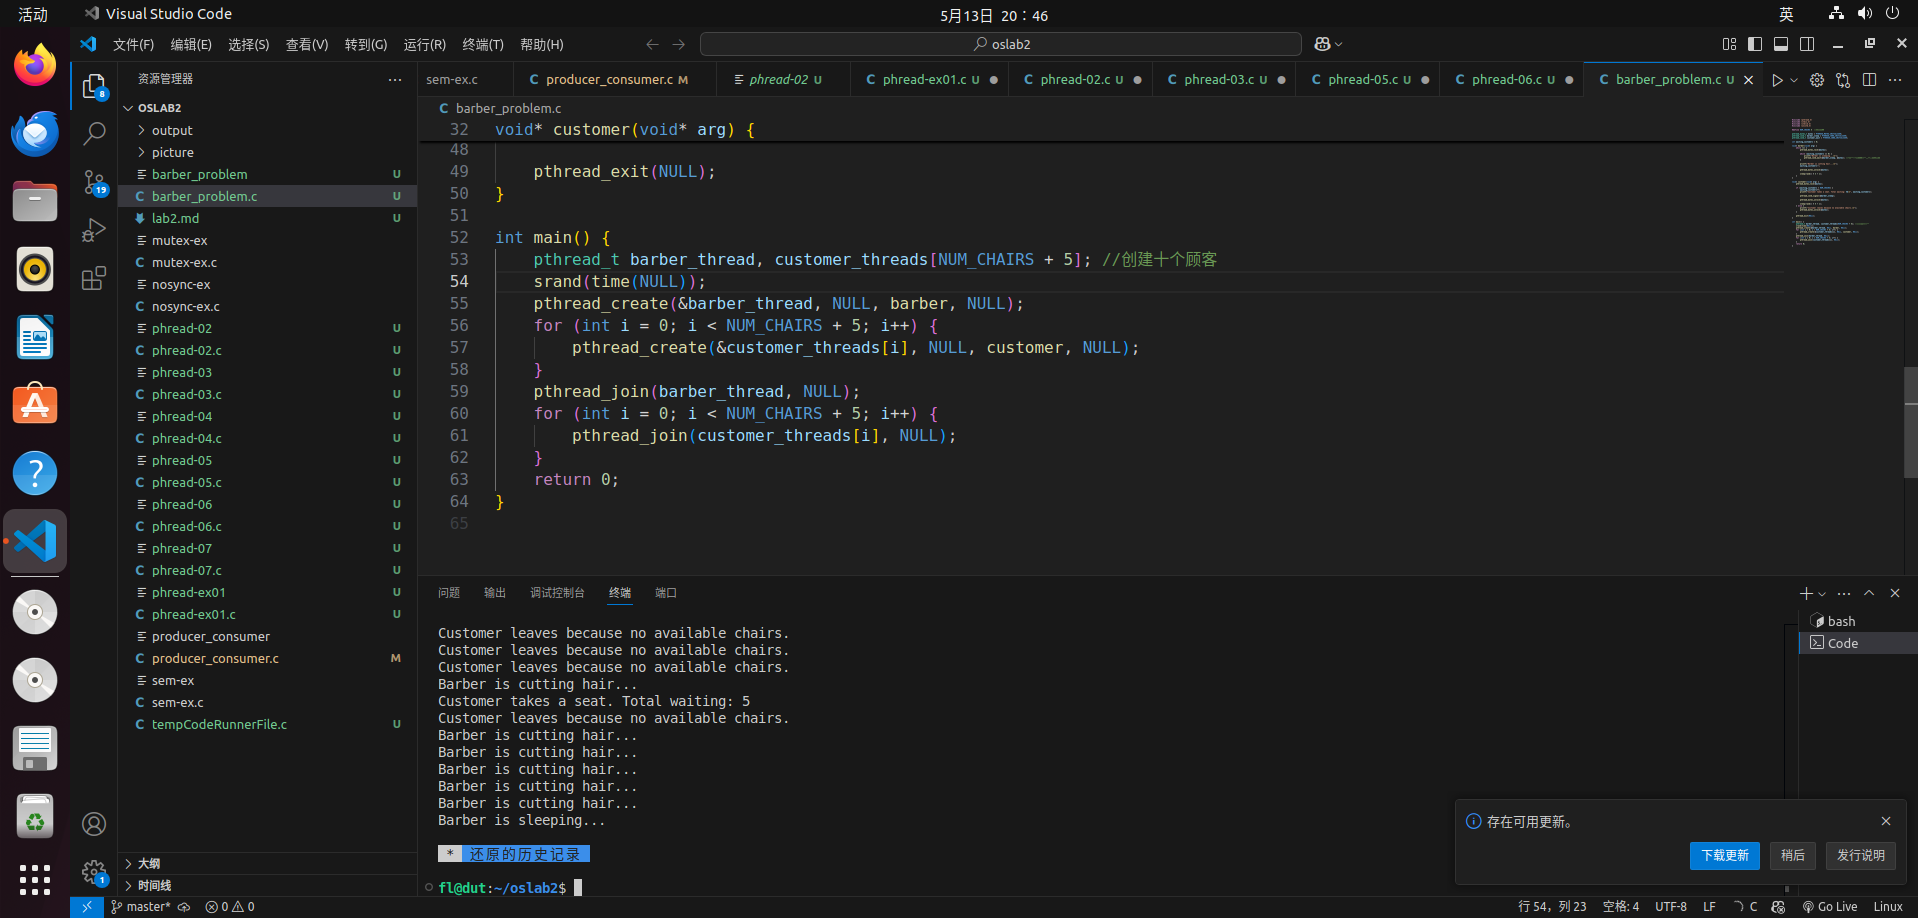 活动
Visual Studio Code
5月13日 20：46
英
文件(F) 编辑(E) 选择(S) 查看(V) 转到(G) 运行(R) 终端(T) 帮助(H)
oslab2
资源管理器
sem-ex.c
C producer_consumer.c M
phread-02 U
C phread-ex01.c U
C phread-02.c U
C phread-03.c U
C phread-05.c U
C phread-06.c U
C barber_problem.c U
8
19
1
OSLAB2
output
picture
barber_problem U
C barber_problem.c U
lab2.md U
mutex-ex
C mutex-ex.c
nosync-ex
C nosync-ex.c
phread-02 U
C phread-02.c U
phread-03 U
C phread-03.c U
phread-04 U
C phread-04.c U
phread-05 U
C phread-05.c U
phread-06 U
C phread-06.c U
phread-07 U
C phread-07.c U
phread-ex01 U
C phread-ex01.c U
producer_consumer
C producer_consumer.c M
sem-ex
C sem-ex.c
C tempCodeRunnerFile.c U
大纲
时间线
C barber_problem.c
32 void* customer(void* arg) {
48
49 pthread_exit(NULL);
50 }
51
52 int main() {
53 pthread_t barber_thread, customer_threads[NUM_CHAIRS + 5]; //创建十个顾客
54 srand(time(NULL));
55 pthread_create(&barber_thread, NULL, barber, NULL);
56 for (int i = 0; i < NUM_CHAIRS + 5; i++) {
57 pthread_create(&customer_threads[i], NULL, customer, NULL);
58 }
59 pthread_join(barber_thread, NULL);
60 for (int i = 0; i < NUM_CHAIRS + 5; i++) {
61 pthread_join(customer_threads[i], NULL);
62 }
63 return 0;
64 }
65
问题 输出 调试控制台 终端 端口
Customer leaves because no available chairs.
Customer leaves because no available chairs.
Customer leaves because no available chairs.
Barber is cutting hair...
Customer takes a seat. Total waiting: 5
Customer leaves because no available chairs.
Barber is cutting hair...
Barber is cutting hair...
Barber is cutting hair...
Barber is cutting hair...
Barber is cutting hair...
Barber is sleeping...
* 还原的历史记录
fl@dut:~/oslab2$
bash
Code
存在可用更新。
下载更新 稍后 发行说明
master* 0 0
行 54，列 23 空格: 4 UTF-8 LF C Go Live Linux